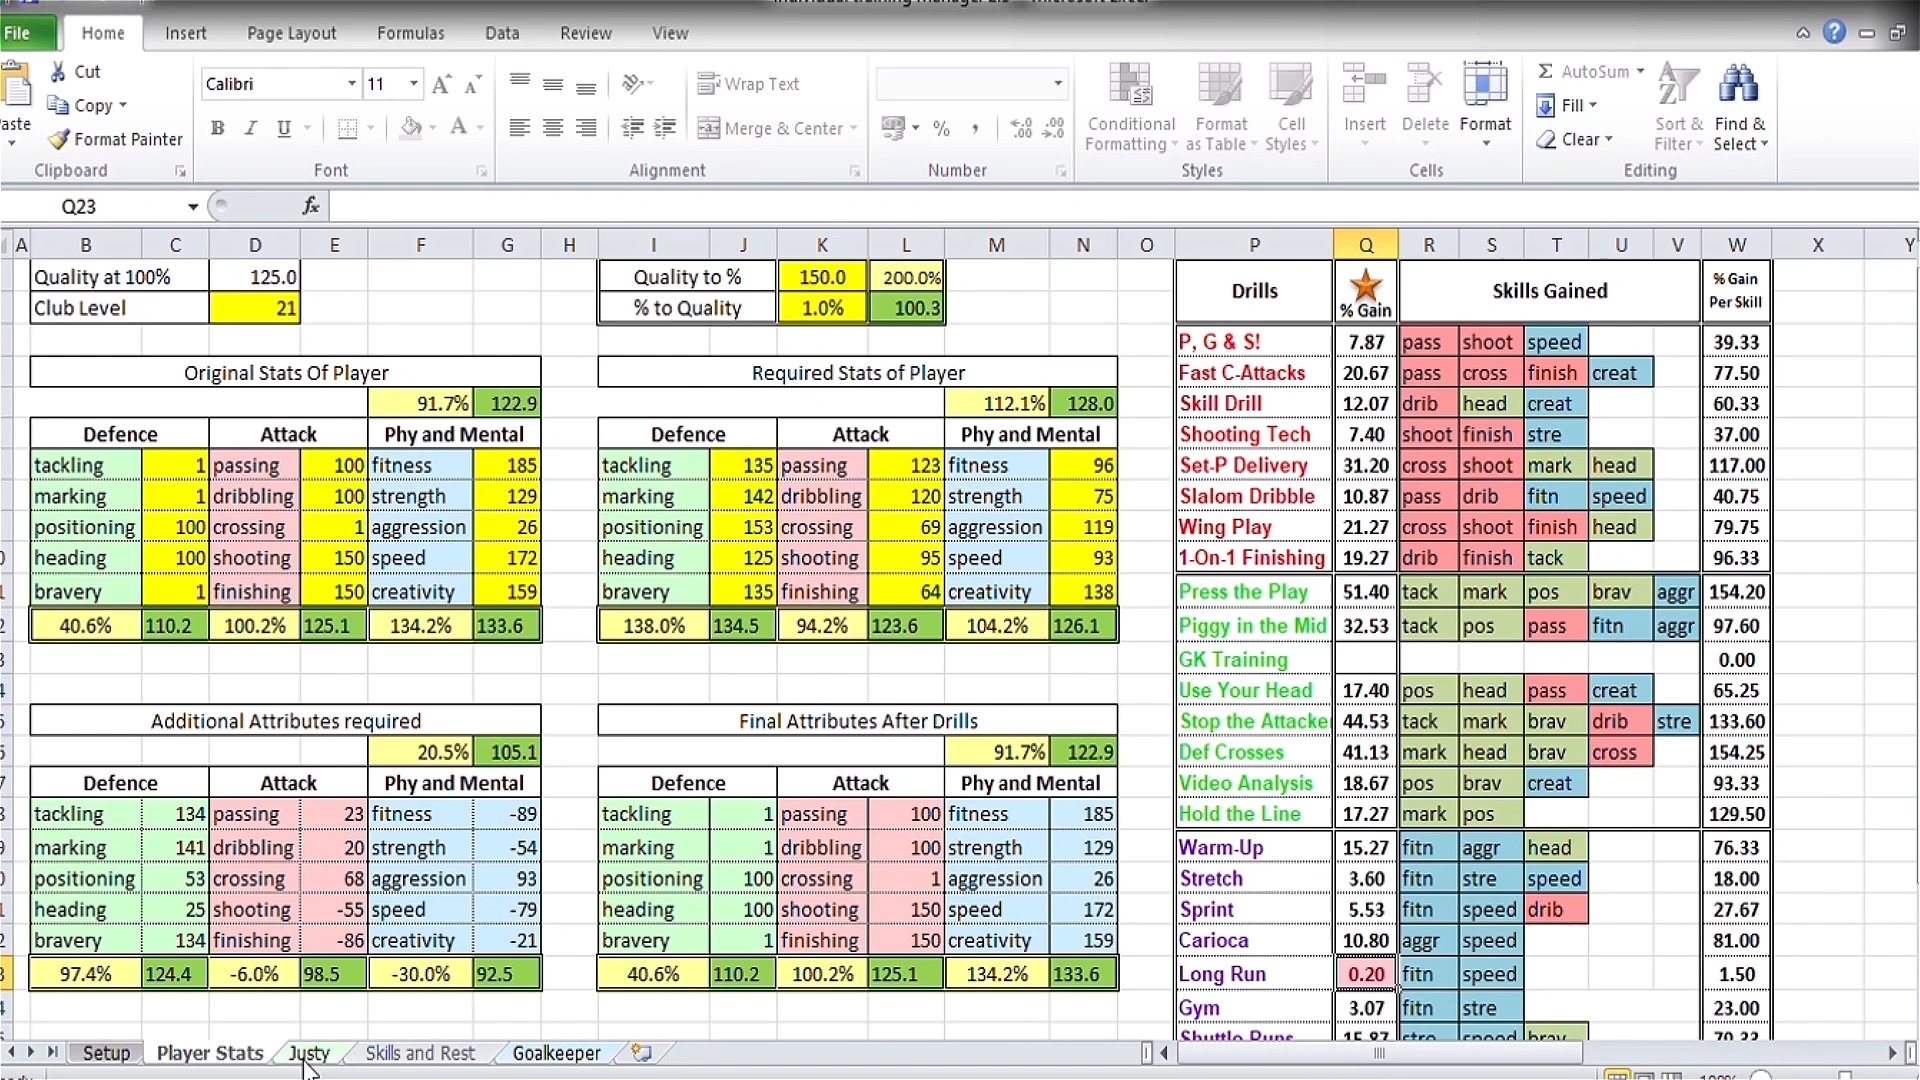 File Home Insert Page Layout Formulas Data Review View
Cut
Copy
Format Painter
Clipboard
Calibri 11
B I U
Font
Wrap Text
Merge & Center
Alignment
%
Number
Conditional Formatting
Format as Table
Cell Styles
Styles
Insert Delete Format
Cells
AutoSum
Fill
Clear
Sort & Filter
Find & Select
Editing
Q23 fx
A B C D E F G H I J K L M N O P Q R S T U V W X Y
Quality at 100% 125.0 Quality to % 150.0 200.0%
Club Level 21 % to Quality 1.0% 100.3
Drills % Gain Skills Gained % Gain Per Skill
P, G & S! 7.87 pass shoot speed 39.33
Original Stats Of Player Required Stats of Player Fast C-Attacks 20.67 pass cross finish creat 77.50
91.7% 122.9 112.1% 128.0 Skill Drill 12.07 drib head creat 60.33
Defence Attack Phy and Mental Defence Attack Phy and Mental Shooting Tech 7.40 shoot finish stre 37.00
tackling 1 passing 100 fitness 185 tackling 135 passing 123 fitness 96 Set-P Delivery 31.20 cross shoot mark head 117.00
marking 1 dribbling 100 strength 129 marking 142 dribbling 120 strength 75 Slalom Dribble 10.87 pass drib fitn speed 40.75
positioning 100 crossing 1 aggression 26 positioning 153 crossing 69 aggression 119 Wing Play 21.27 cross shoot finish head 79.75
heading 100 shooting 150 speed 172 heading 125 shooting 95 speed 93 1-On-1 Finishing 19.27 drib finish tack 96.33
bravery 1 finishing 150 creativity 159 bravery 135 finishing 64 creativity 138 Press the Play 51.40 tack mark pos brav aggr 154.20
40.6% 110.2 100.2% 125.1 134.2% 133.6 138.0% 134.5 94.2% 123.6 104.2% 126.1 Piggy in the Mid 32.53 tack pos pass fitn aggr 97.60
GK Training 0.00
Use Your Head 17.40 pos head pass creat 65.25
Additional Attributes required Final Attributes After Drills Stop the Attacke 44.53 tack mark brav drib stre 133.60
20.5% 105.1 91.7% 122.9 Def Crosses 41.13 mark head brav cross 154.25
Defence Attack Phy and Mental Defence Attack Phy and Mental Video Analysis 18.67 pos brav creat 93.33
tackling 134 passing 23 fitness -89 tackling 1 passing 100 fitness 185 Hold the Line 17.27 mark pos 129.50
marking 141 dribbling 20 strength -54 marking 1 dribbling 100 strength 129 Warm-Up 15.27 fitn aggr head 76.33
positioning 53 crossing 68 aggression 93 positioning 100 crossing 1 aggression 26 Stretch 3.60 fitn stre speed 18.00
heading 25 shooting -55 speed -79 heading 100 shooting 150 speed 172 Sprint 5.53 fitn speed drib 27.67
bravery 134 finishing -86 creativity -21 bravery 1 finishing 150 creativity 159 Carioca 10.80 aggr speed 81.00
97.4% 124.4 -6.0% 98.5 -30.0% 92.5 40.6% 110.2 100.2% 125.1 134.2% 133.6 Long Run 0.20 fitn speed 1.50
Gym 3.07 fitn stre 23.00
Shuttle Runs 15.87 stre speed brav
Setup Player Stats Justy Skills and Rest Goalkeeper